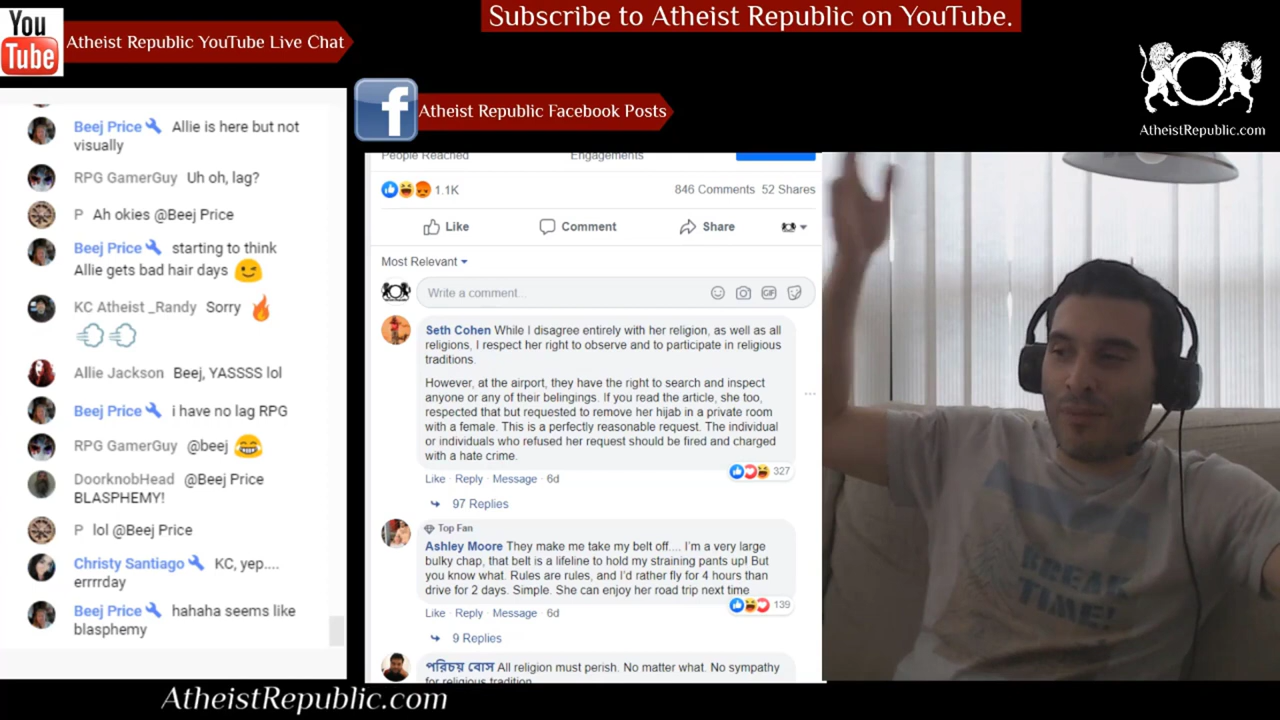 Subscribe to Atheist Republic on YouTube.
You
Tube
Atheist Republic YouTube Live Chat
AtheistRepublic.com
f
Atheist Republic Facebook Posts
Beej Price Allie is here but not
visually
RPG GamerGuy Uh oh, lag?
P Ah okies @Beej Price
Beej Price starting to think
Allie gets bad hair days 😉
KC Atheist _Randy Sorry 🔥
💨💨
Allie Jackson Beej, YASSSS lol
Beej Price i have no lag RPG
RPG GamerGuy @beej 😂
DoorknobHead @Beej Price
BLASPHEMY!
P lol @Beej Price
Christy Santiago KC, yep....
errrrday
Beej Price hahaha seems like
blasphemy
People Reached Engagements
1.1K 846 Comments 52 Shares
Like Comment Share
Most Relevant
Write a comment... GIF
Seth Cohen While I disagree entirely with her religion, as well as all
religions, I respect her right to observe and to participate in religious
traditions.
However, at the airport, they have the right to search and inspect
anyone or any of their belingings. If you read the article, she too,
respected that but requested to remove her hijab in a private room
with a female. This is a perfectly reasonable request. The individual
or individuals who refused her request should be fired and charged
with a hate crime.
327
Like · Reply · Message · 6d
97 Replies
Top Fan
Ashley Moore They make me take my belt off.... I'm a very large
bulky chap, that belt is a lifeline to hold my straining pants up! But
you know what. Rules are rules, and I'd rather fly for 4 hours than
drive for 2 days. Simple. She can enjoy her road trip next time
139
Like · Reply · Message · 6d
9 Replies
পরিচয় বোস All religion must perish. No matter what. No sympathy
for religious tradition
BREAK
TIME!
AtheistRepublic.com